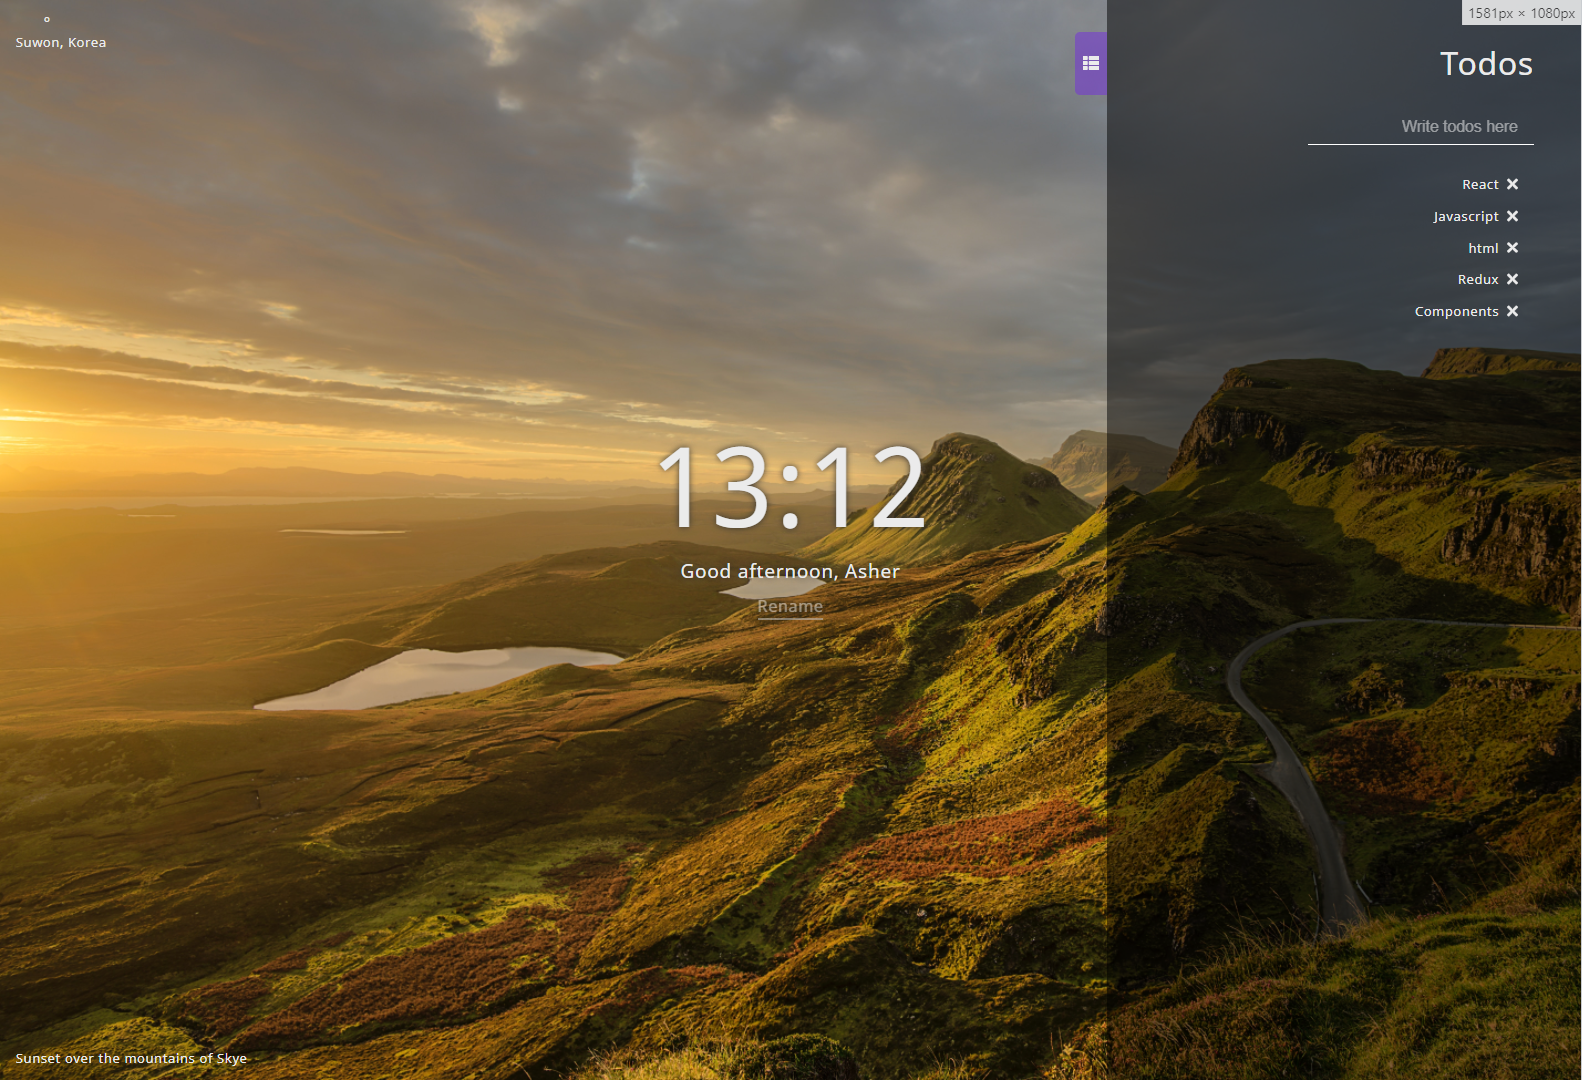 °
Suwon, Korea
1581px × 1080px
Todos
Write todos here
React
Javascript
html
Redux
Components
13:12
Good afternoon, Asher
Rename
Sunset over the mountains of Skye